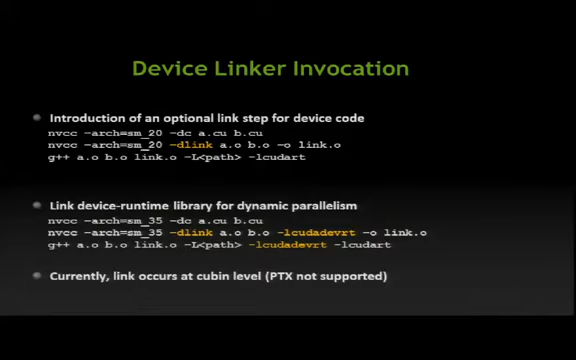 Device Linker Invocation
Introduction of an optional link step for device code
nvcc -arch=sm_20 -dc a.cu b.cu
nvcc -arch=sm_20 -dlink a.o b.o -o link.o
g++ a.o b.o link.o -L<path> -lcudart
Link device-runtime library for dynamic parallelism
nvcc -arch=sm_35 -dc a.cu b.cu
nvcc -arch=sm_35 -dlink a.o b.o -lcudadevrt -o link.o
g++ a.o b.o link.o -L<path> -lcudadevrt -lcudart
Currently, link occurs at cubin level (PTX not supported)